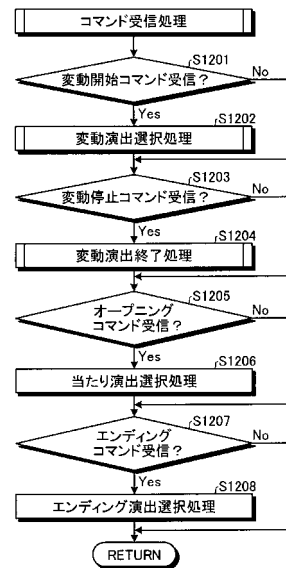 コマンド受信処理
S1201
変動開始コマンド受信?
No
Yes
S1202
変動演出選択処理
S1203
変動停止コマンド受信?
No
Yes
S1204
変動演出終了処理
S1205
オープニング
コマンド受信?
No
Yes
S1206
当たり演出選択処理
S1207
エンディング
コマンド受信?
No
Yes
S1208
エンディング演出選択処理
RETURN